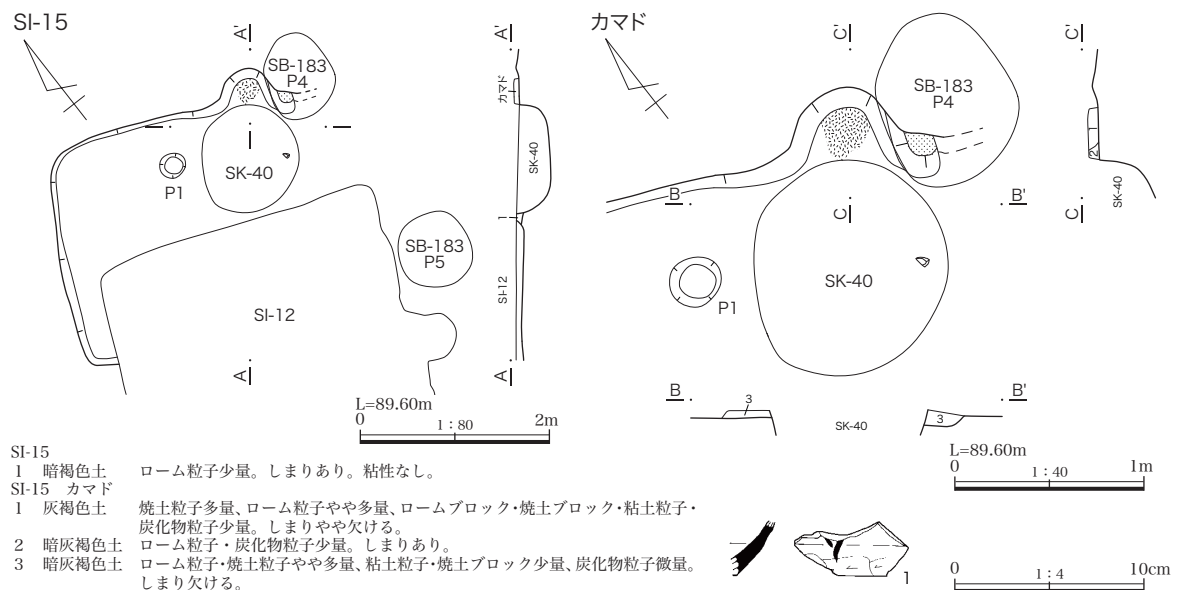 SI-15
A'
SB-183
P4
P1
SK-40
SB-183
P5
SI-12
A
A'
カマド
SK-40
1
SI-12
A
L=89.60m
0 1：80 2m
カマド
C'
SB-183
P4
B
B'
C
SK-40
P1
C'
2
SK-40
C
B
3
SK-40
3
B'
L=89.60m
0 1：40 1m
SI-15
1 暗褐色土 ローム粒子少量。しまりあり。粘性なし。
SI-15 カマド
1 灰褐色土 焼土粒子多量、ローム粒子やや多量、ロームブロック･焼土ブロック･粘土粒子･
炭化物粒子少量。しまりやや欠ける。
2 暗灰褐色土 ローム粒子・炭化物粒子少量。しまりあり。
3 暗灰褐色土 ローム粒子･焼土粒子やや多量、粘土粒子･焼土ブロック少量、炭化物粒子微量。
しまり欠ける。
1
0 1：4 10cm